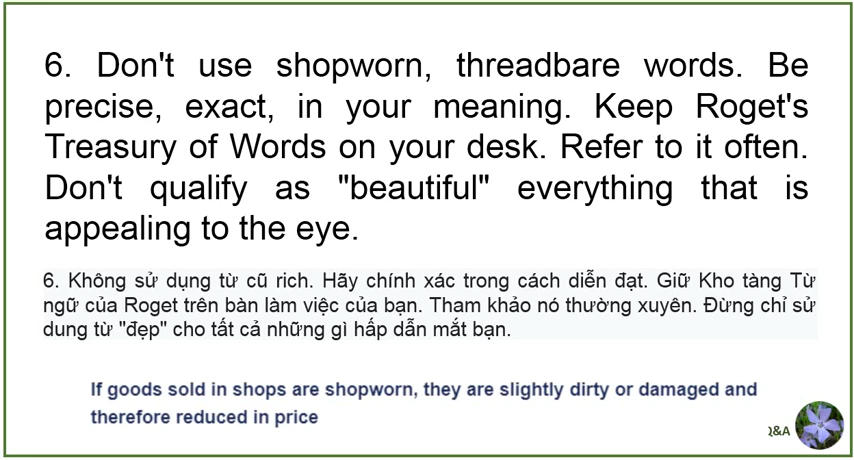 6. Don't use shopworn, threadbare words. Be
precise, exact, in your meaning. Keep Roget's
Treasury of Words on your desk. Refer to it often.
Don't qualify as "beautiful" everything that is
appealing to the eye.
6. Không sử dụng từ cũ rich. Hãy chính xác trong cách diễn đạt. Giữ Kho tàng Từ
ngữ của Roget trên bàn làm việc của bạn. Tham khảo nó thường xuyên. Đừng chỉ sử
dung từ "đẹp" cho tất cả những gì hấp dẫn mắt bạn.
If goods sold in shops are shopworn, they are slightly dirty or damaged and
therefore reduced in price
Q&A